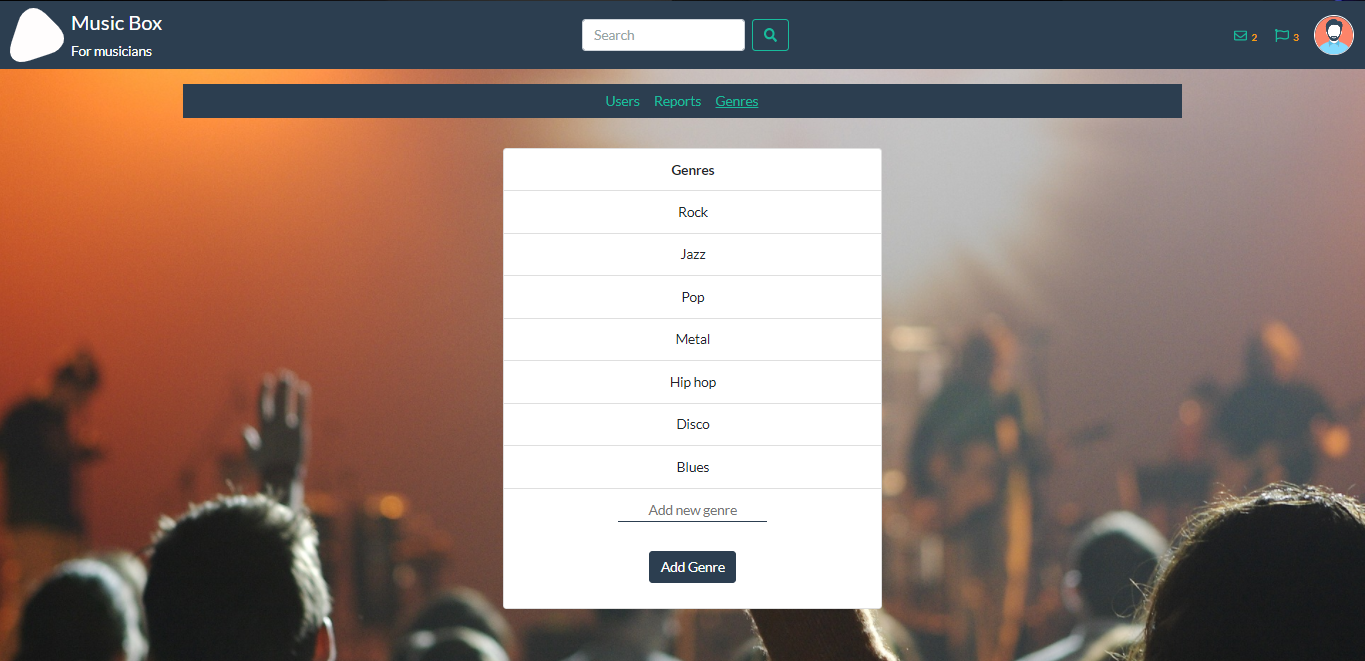 Music Box
For musicians
Search
2
3
Users Reports Genres
Genres
Rock
Jazz
Pop
Metal
Hip hop
Disco
Blues
Add new genre
Add Genre